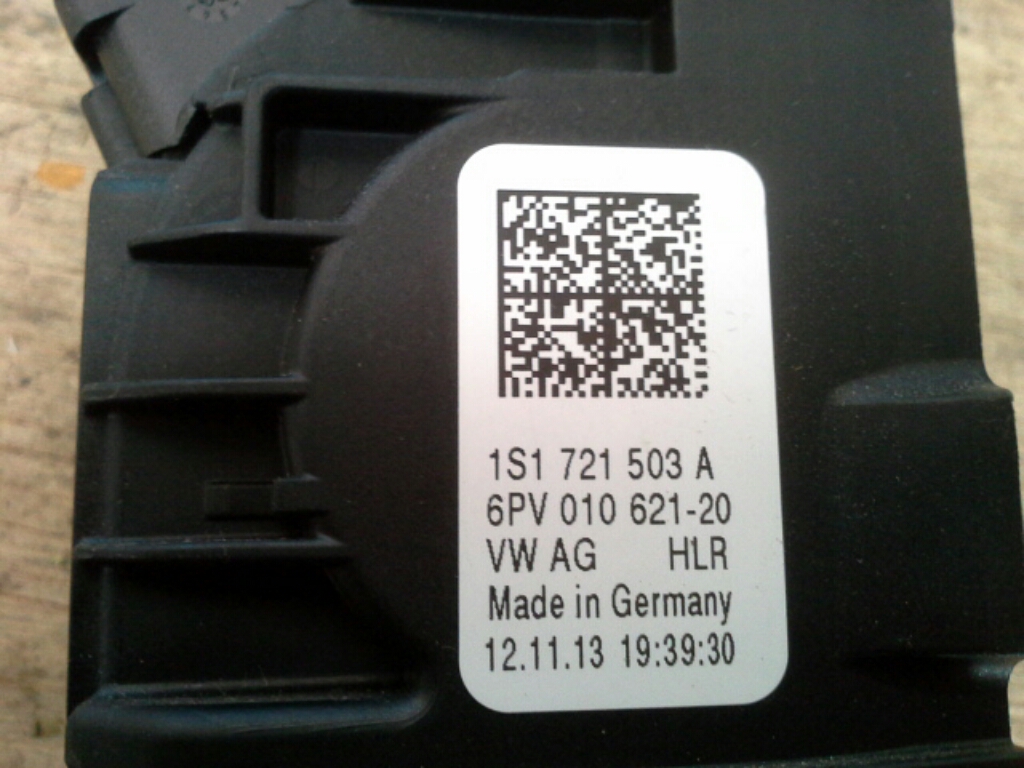 1S1 721 503 A
6PV 010 621-20
VW AG HLR
Made in Germany
12.11.13 19:39:30